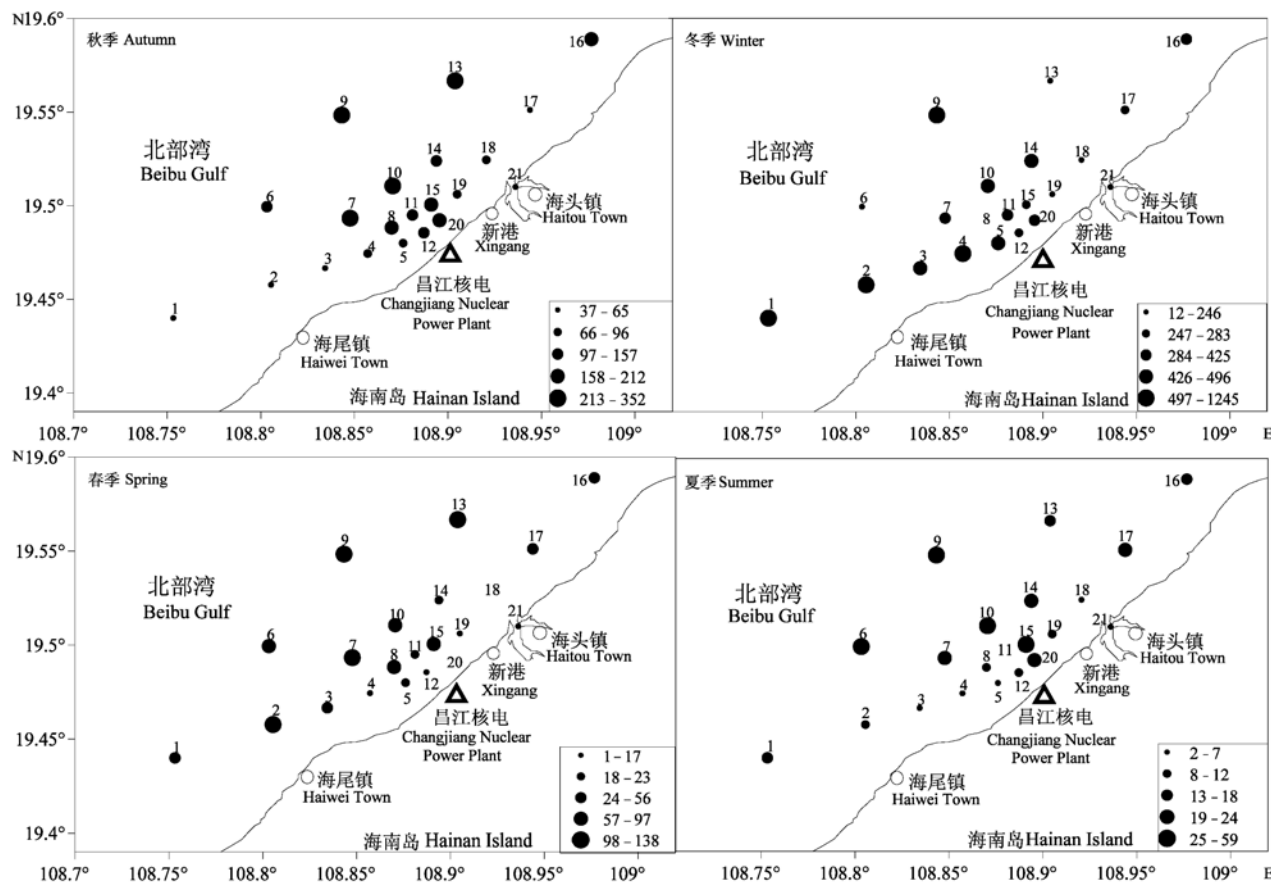 N19.6°
秋季 Autumn
16
13
9
17
19.55°
北部湾
Beibu Gulf
14
18
10
21
15
19
海头镇
Haitou Town
6
19.5°
7
8
11
20
新港
Xingang
3
4
5
12
2
昌江核电
Changjiang Nuclear
Power Plant
19.45°
1
海尾镇
Haiwei Town
海南岛 Hainan Island
37 – 65
66 – 96
97 – 157
158 – 212
213 – 352
19.4°
108.7°
108.75°
108.8°
108.85°
108.9°
108.95°
109°
E
冬季 Winter
16
13
9
17
北部湾
Beibu Gulf
14
18
10
21
15
19
海头镇
Haitou Town
6
7
8
11
20
新港
Xingang
3
4
5
12
2
昌江核电
Changjiang Nuclear
Power Plant
1
海尾镇
Haiwei Town
海南岛 Hainan Island
12 – 246
247 – 283
284 – 425
426 – 496
497 – 1245
108.75°
108.8°
108.85°
108.9°
108.95°
109°
E
19.6°
春季 Spring
16
13
9
17
19.55°
北部湾
Beibu Gulf
14
18
10
21
15
19
海头镇
Haitou Town
6
19.5°
7
8
11
20
新港
Xingang
3
4
5
12
2
昌江核电
Changjiang Nuclear
Power Plant
19.45°
1
海尾镇
Haiwei Town
海南岛 Hainan Island
1 – 17
18 – 23
24 – 56
57 – 97
98 – 138
19.4°
108.7°
108.75°
108.8°
108.85°
108.9°
108.95°
109°
夏季 Summer
16
13
9
17
北部湾
Beibu Gulf
14
18
10
21
15
19
海头镇
Haitou Town
6
7
8
11
20
新港
Xingang
3
4
5
12
2
昌江核电
Changjiang Nuclear
Power Plant
1
海尾镇
Haiwei Town
海南岛 Hainan Island
2 – 7
8 – 12
13 – 18
19 – 24
25 – 59
108.75°
108.8°
108.85°
108.9°
108.95°
109°
E